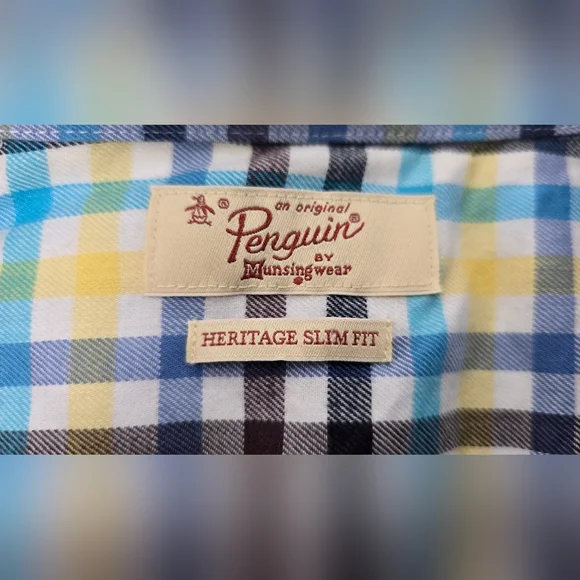 ®
an original
Penguin®
BY
Munsingwear
HERITAGE SLIM FIT